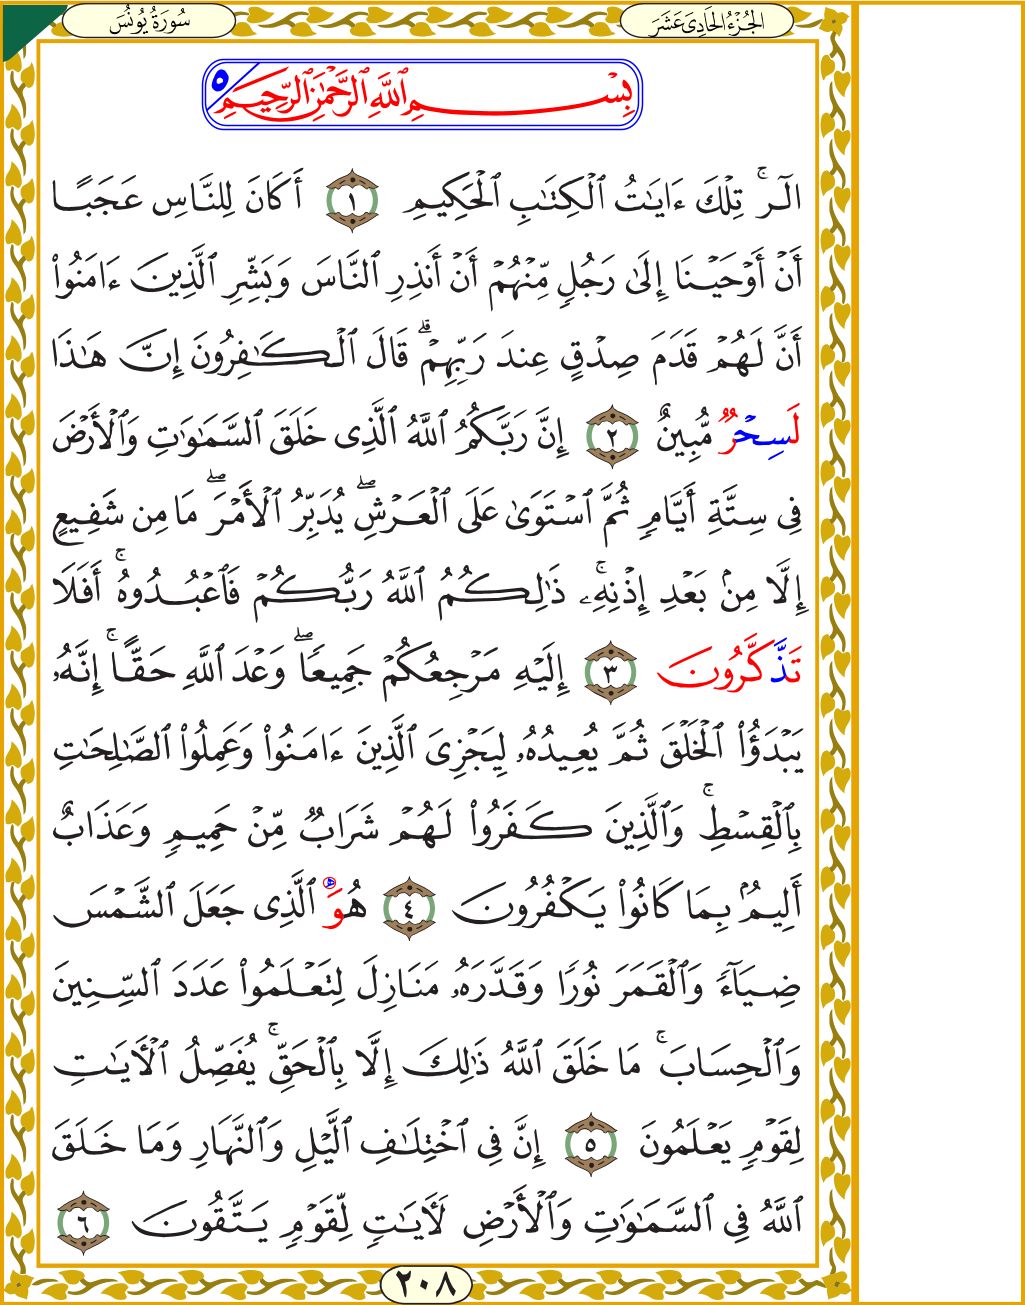 الجُزْءُ الحَادِىَ عَشَرَ
سُورَةُ يُونُسَ
بِسْمِ ٱللَّهِ ٱلرَّحْمَٰنِ ٱلرَّحِيمِ ٥
الٓرۚ تِلْكَ ءَايَٰتُ ٱلْكِتَٰبِ ٱلْحَكِيمِ ١ أَكَانَ لِلنَّاسِ عَجَبًا
أَنْ أَوْحَيْنَا إِلَىٰ رَجُلٍ مِّنْهُمْ أَنْ أَنذِرِ ٱلنَّاسَ وَبَشِّرِ ٱلَّذِينَ ءَامَنُوا۟
أَنَّ لَهُمْ قَدَمَ صِدْقٍ عِندَ رَبِّهِمْۗ قَالَ ٱلْكَٰفِرُونَ إِنَّ هَٰذَا
لَسِحْرٌ مُّبِينٌ ٢ إِنَّ رَبَّكُمُ ٱللَّهُ ٱلَّذِى خَلَقَ ٱلسَّمَٰوَٰتِ وَٱلْأَرْضَ
فِى سِتَّةِ أَيَّامٍ ثُمَّ ٱسْتَوَىٰ عَلَى ٱلْعَرْشِۖ يُدَبِّرُ ٱلْأَمْرَۖ مَا مِن شَفِيعٍ
إِلَّا مِنۢ بَعْدِ إِذْنِهِۦۚ ذَٰلِكُمُ ٱللَّهُ رَبُّكُمْ فَٱعْبُدُوهُۚ أَفَلَا
تَذَّكَّرُونَ ٣ إِلَيْهِ مَرْجِعُكُمْ جَمِيعًاۖ وَعْدَ ٱللَّهِ حَقًّاۚ إِنَّهُۥ
يَبْدَؤُا۟ ٱلْخَلْقَ ثُمَّ يُعِيدُهُۥ لِيَجْزِىَ ٱلَّذِينَ ءَامَنُوا۟ وَعَمِلُوا۟ ٱلصَّٰلِحَٰتِ
بِٱلْقِسْطِۚ وَٱلَّذِينَ كَفَرُوا۟ لَهُمْ شَرَابٌ مِّنْ حَمِيمٍ وَعَذَابٌ
أَلِيمٌۢ بِمَا كَانُوا۟ يَكْفُرُونَ ٤ هُوَ ٱلَّذِى جَعَلَ ٱلشَّمْسَ
ضِيَآءً وَٱلْقَمَرَ نُورًا وَقَدَّرَهُۥ مَنَازِلَ لِتَعْلَمُوا۟ عَدَدَ ٱلسِّنِينَ
وَٱلْحِسَابَۚ مَا خَلَقَ ٱللَّهُ ذَٰلِكَ إِلَّا بِٱلْحَقِّۚ يُفَصِّلُ ٱلْأٓيَٰتِ
لِقَوْمٍ يَعْلَمُونَ ٥ إِنَّ فِى ٱخْتِلَٰفِ ٱلَّيْلِ وَٱلنَّهَارِ وَمَا خَلَقَ
ٱللَّهُ فِى ٱلسَّمَٰوَٰتِ وَٱلْأَرْضِ لَأٓيَٰتٍ لِّقَوْمٍ يَتَّقُونَ ٦
٢٠٨